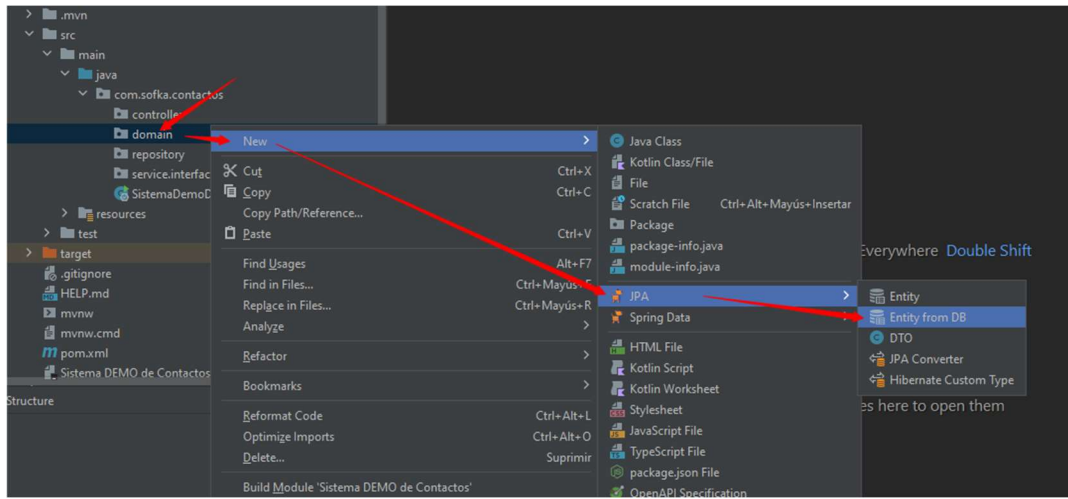 .mvn
src
main
java
com.sofka.contactos
controlle
domain
repository
service.interfac
SistemaDemoD
resources
test
target
.gitignore
HELP.md
mvnw
mvnw.cmd
pom.xml
Sistema DEMO de Contactos
Structure
New
Cut Ctrl+X
Copy Ctrl+C
Copy Path/Reference...
Paste Ctrl+V
Find Usages Alt+F7
Find in Files... Ctrl+Mayús+F
Replace in Files... Ctrl+Mayús+R
Analyze
Refactor
Bookmarks
Reformat Code Ctrl+Alt+L
Optimize Imports Ctrl+Alt+O
Delete... Suprimir
Build Module 'Sistema DEMO de Contactos'
Java Class
Kotlin Class/File
File
Scratch File Ctrl+Alt+Mayús+Insertar
Package
package-info.java
module-info.java
JPA
Spring Data
HTML File
Kotlin Script
Kotlin Worksheet
Stylesheet
JavaScript File
TypeScript File
package.json File
OpenAPI Specification
Everywhere Double Shift
Entity
Entity from DB
DTO
JPA Converter
Hibernate Custom Type
es here to open them